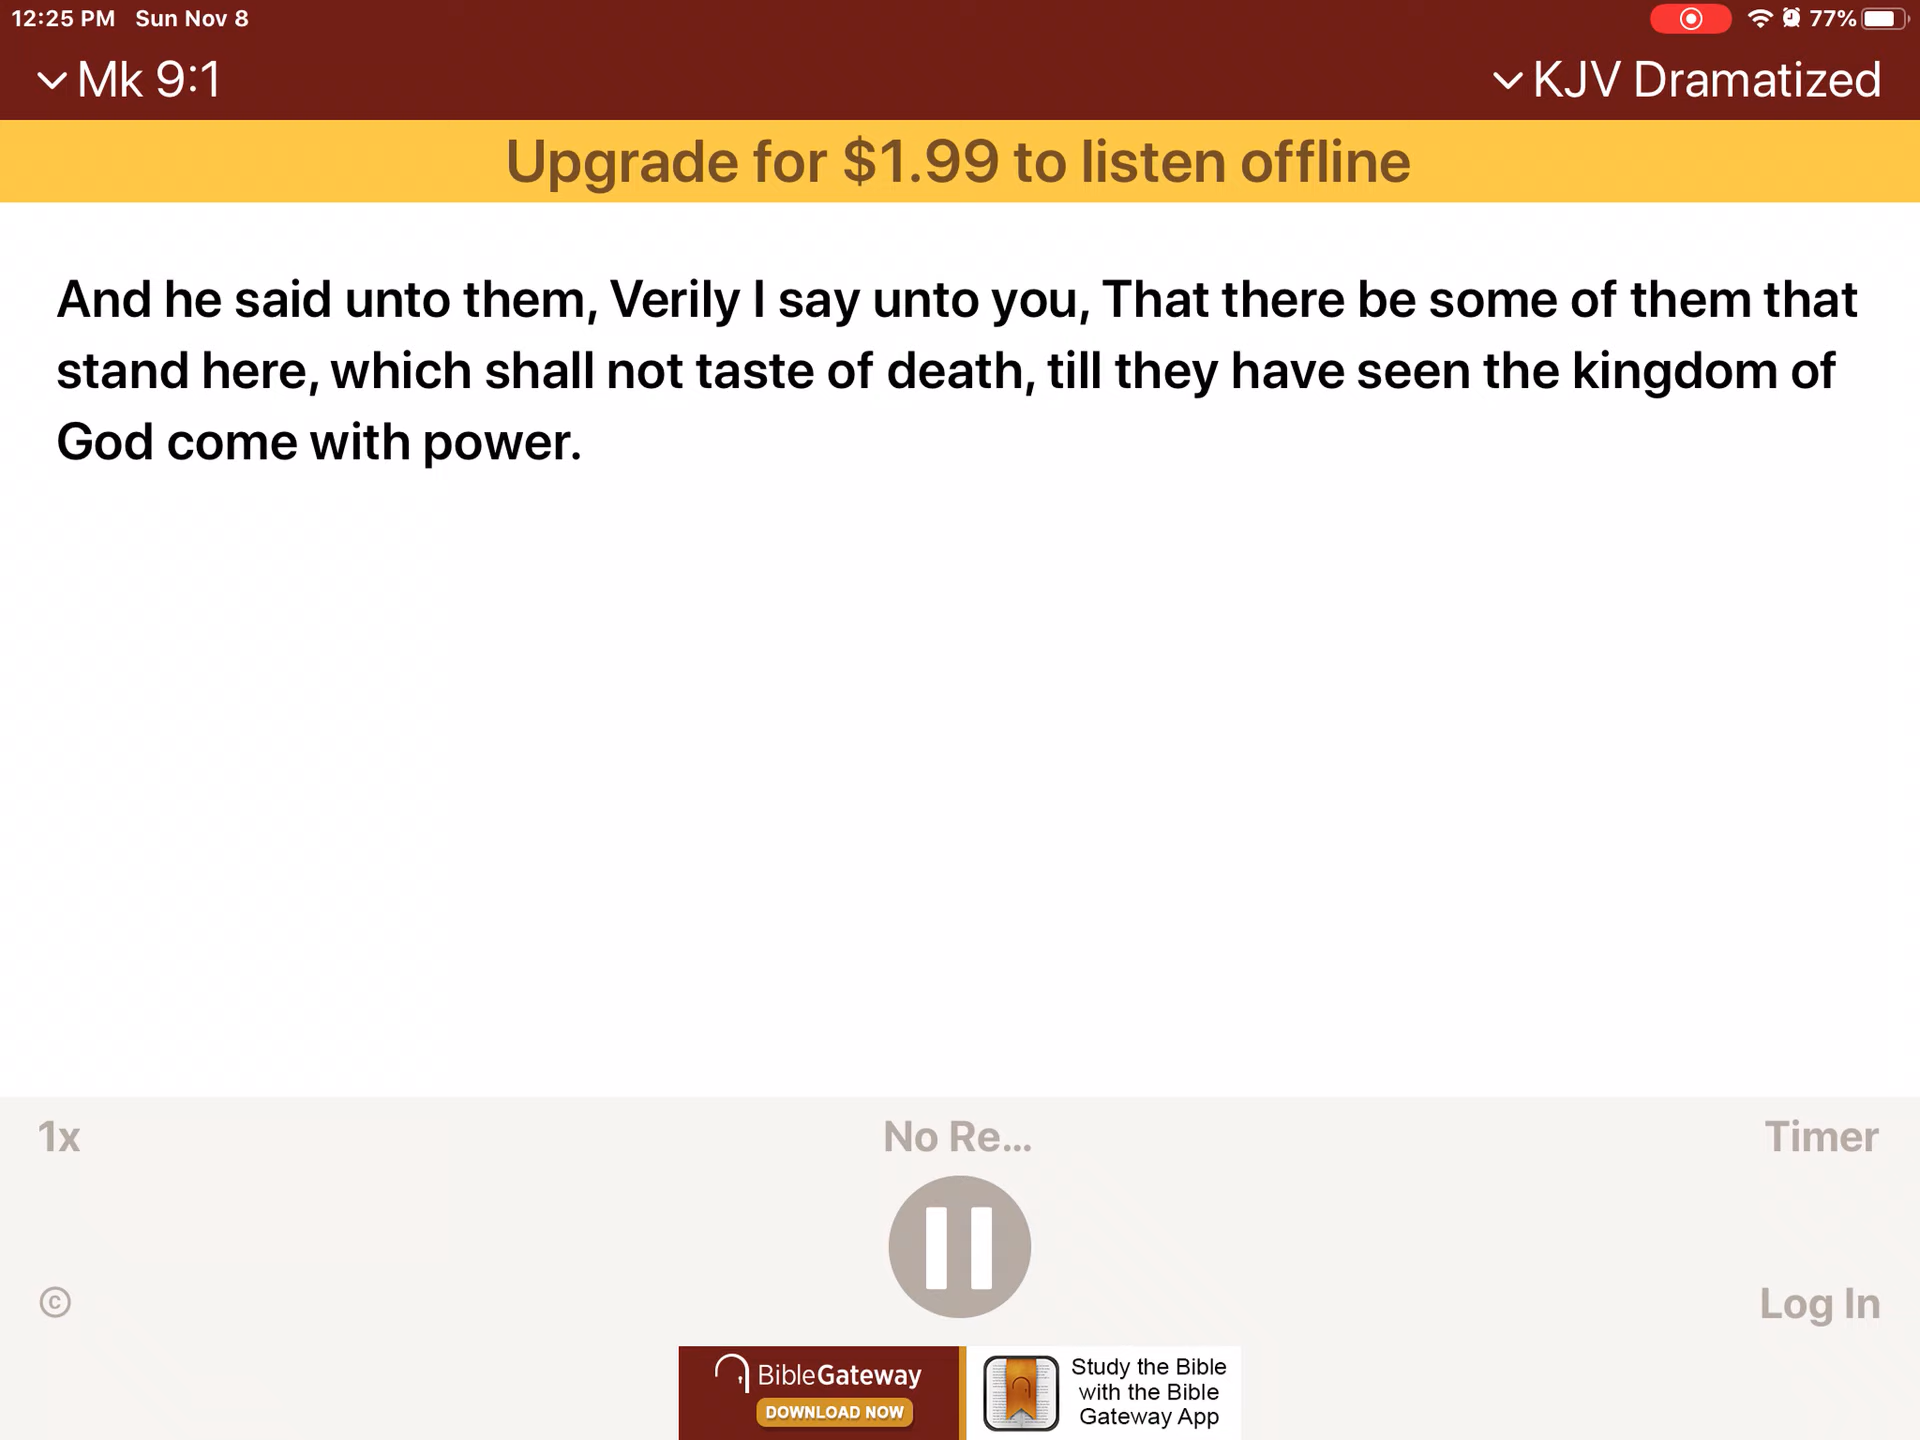 12:25 PM Sun Nov 8
77%
Mk 9:1
KJV Dramatized
Upgrade for $1.99 to listen offline
And he said unto them, Verily I say unto you, That there be some of them that
stand here, which shall not taste of death, till they have seen the kingdom of
God come with power.
1x
No Re...
Timer
©
Log In
BibleGateway
DOWNLOAD NOW
Study the Bible
with the Bible
Gateway App